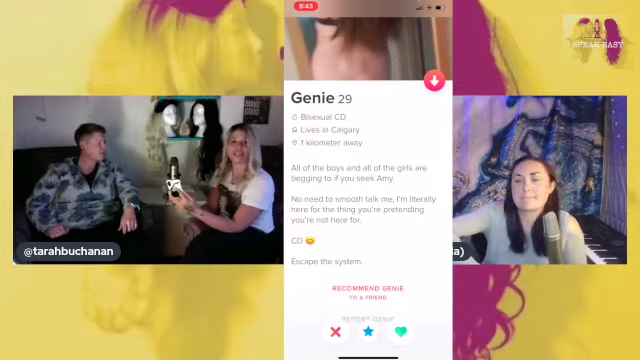 8:43
SPEAK EASY
Genie 29
Bisexual CD
Lives in Calgary
1 kilometer away
All of the boys and all of the girls are
begging to if you seek Amy.
No need to smooth talk me, I'm literally
here for the thing you're pretending
you're not here for.
CD 😀
Escape the system.
RECOMMEND GENIE
TO A FRIEND
REPORT GENIE
@tarahbuchanan
a)